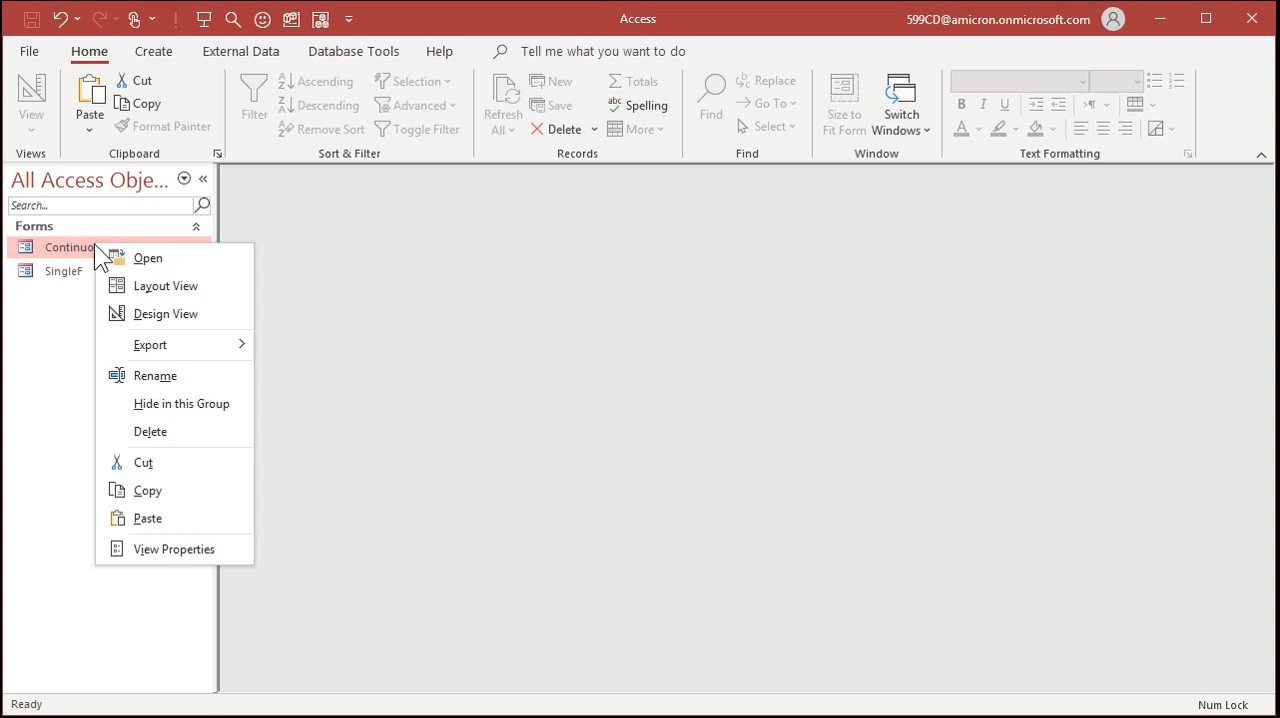 Access
599CD@amicron.onmicrosoft.com
File Home Create External Data Database Tools Help Tell me what you want to do
View
Views
Paste
Cut
Copy
Format Painter
Clipboard
Filter
Ascending
Descending
Remove Sort
Selection
Advanced
Toggle Filter
Sort & Filter
Refresh
All
New
Save
Delete
Totals
Spelling
More
Records
Find
Replace
Go To
Select
Find
Size to
Fit Form
Switch
Windows
Window
B I U
A
Text Formatting
All Access Obje...
Search...
Forms
Continuo
SingleF
Open
Layout View
Design View
Export
Rename
Hide in this Group
Delete
Cut
Copy
Paste
View Properties
Ready
Num Lock